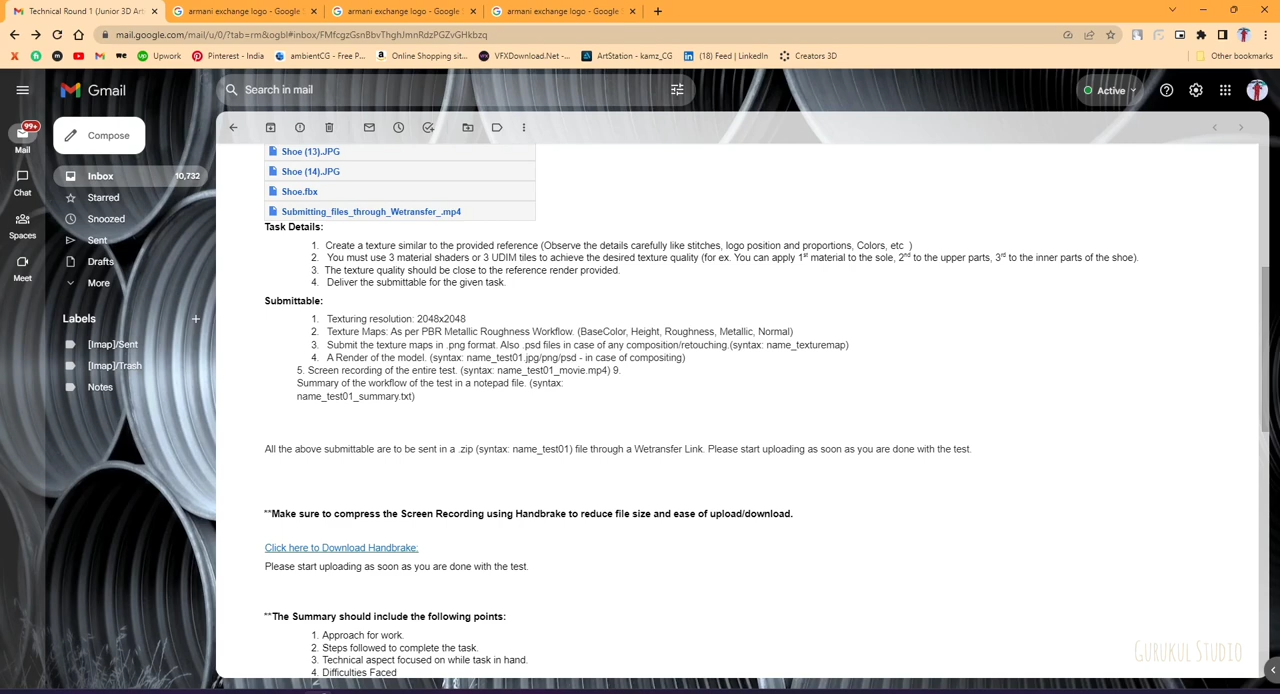 Technical Round 1 (Junior 3D Art
armani exchange logo - Google S
armani exchange logo - Google S
armani exchange logo - Google S
mail.google.com/mail/u/0/?tab=rm&ogbl#inbox/FMfcgzGsnBbvThghJmnRdzPGZvGHkbzq
Upwork
Pinterest - India
ambientCG - Free P...
Online Shopping sit...
VFXDownload.Net -...
ArtStation - kamz_CG
(18) Feed | LinkedIn
Creators 3D
Other bookmarks
Gmail
Search in mail
Active
99+
Mail
Compose
Chat
Spaces
Meet
Inbox 10,732
Starred
Snoozed
Sent
Drafts
More
Labels
[Imap]/Sent
[Imap]/Trash
Notes
Shoe (13).JPG
Shoe (14).JPG
Shoe.fbx
Submitting_files_through_Wetransfer_.mp4
Task Details:
1. Create a texture similar to the provided reference (Observe the details carefully like stitches, logo position and proportions, Colors, etc )
2. You must use 3 material shaders or 3 UDIM tiles to achieve the desired texture quality (for ex. You can apply 1st material to the sole, 2nd to the upper parts, 3rd to the inner parts of the shoe).
3. The texture quality should be close to the reference render provided.
4. Deliver the submittable for the given task.
Submittable:
1. Texturing resolution: 2048x2048
2. Texture Maps: As per PBR Metallic Roughness Workflow. (BaseColor, Height, Roughness, Metallic, Normal)
3. Submit the texture maps in .png format. Also .psd files in case of any composition/retouching.(syntax: name_texturemap)
4. A Render of the model. (syntax: name_test01.jpg/png/psd - in case of compositing)
5. Screen recording of the entire test. (syntax: name_test01_movie.mp4) 9.
Summary of the workflow of the test in a notepad file. (syntax:
name_test01_summary.txt)
All the above submittable are to be sent in a .zip (syntax: name_test01) file through a Wetransfer Link. Please start uploading as soon as you are done with the test.
**Make sure to compress the Screen Recording using Handbrake to reduce file size and ease of upload/download.
Click here to Download Handbrake:
Please start uploading as soon as you are done with the test.
**The Summary should include the following points:
1. Approach for work.
2. Steps followed to complete the task.
3. Technical aspect focused on while task in hand.
4. Difficulties Faced
Gurukul Studio